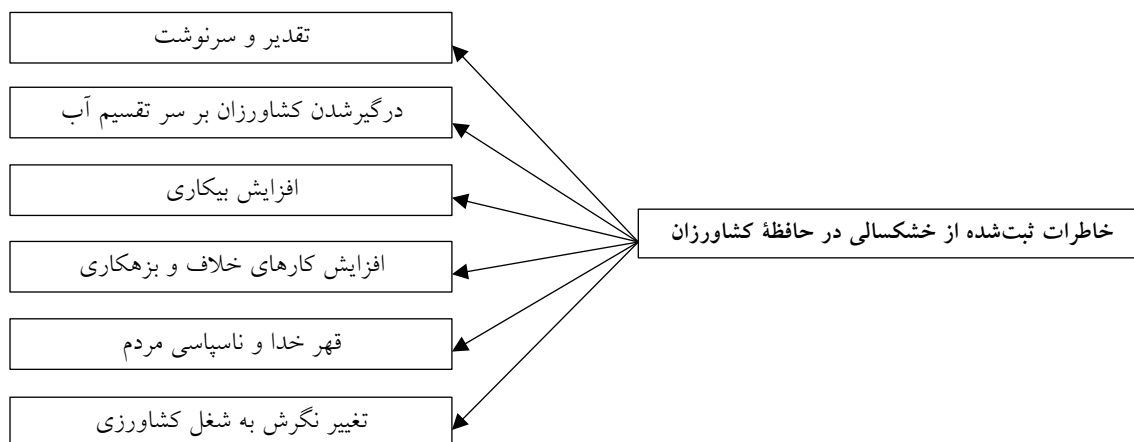 خاطرات ثبت‌شده از خشکسالی در حافظهٔ کشاورزان
تقدیر و سرنوشت
درگیرشدن کشاورزان بر سر تقسیم آب
افزایش بیکاری
افزایش کارهای خلاف و بزهکاری
قهر خدا و ناسپاسی مردم
تغییر نگرش به شغل کشاورزی